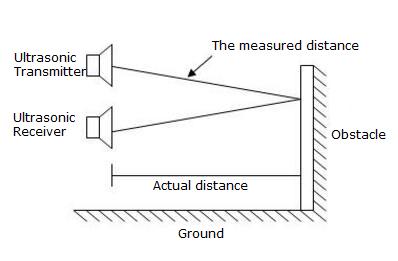 The measured distance
Ultrasonic
Transmitter
Ultrasonic
Receiver
Obstacle
Actual distance
Ground